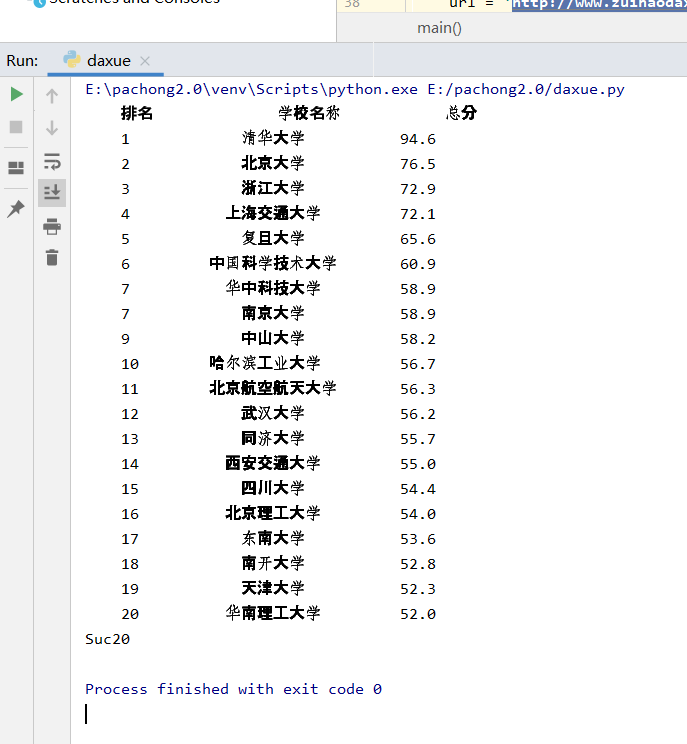 Scratches and Consoles
38 url = 'http://www.zuihaodax
main()
Run: daxue
E:\pachong2.0\venv\Scripts\python.exe E:/pachong2.0/daxue.py
排名 学校名称 总分
1 清华大学 94.6
2 北京大学 76.5
3 浙江大学 72.9
4 上海交通大学 72.1
5 复旦大学 65.6
6 中国科学技术大学 60.9
7 华中科技大学 58.9
7 南京大学 58.9
9 中山大学 58.2
10 哈尔滨工业大学 56.7
11 北京航空航天大学 56.3
12 武汉大学 56.2
13 同济大学 55.7
14 西安交通大学 55.0
15 四川大学 54.4
16 北京理工大学 54.0
17 东南大学 53.6
18 南开大学 52.8
19 天津大学 52.3
20 华南理工大学 52.0
Suc20
Process finished with exit code 0